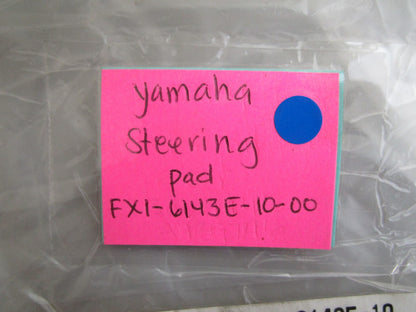 yamaha
Steering
pad
FX1-6143E-10-00